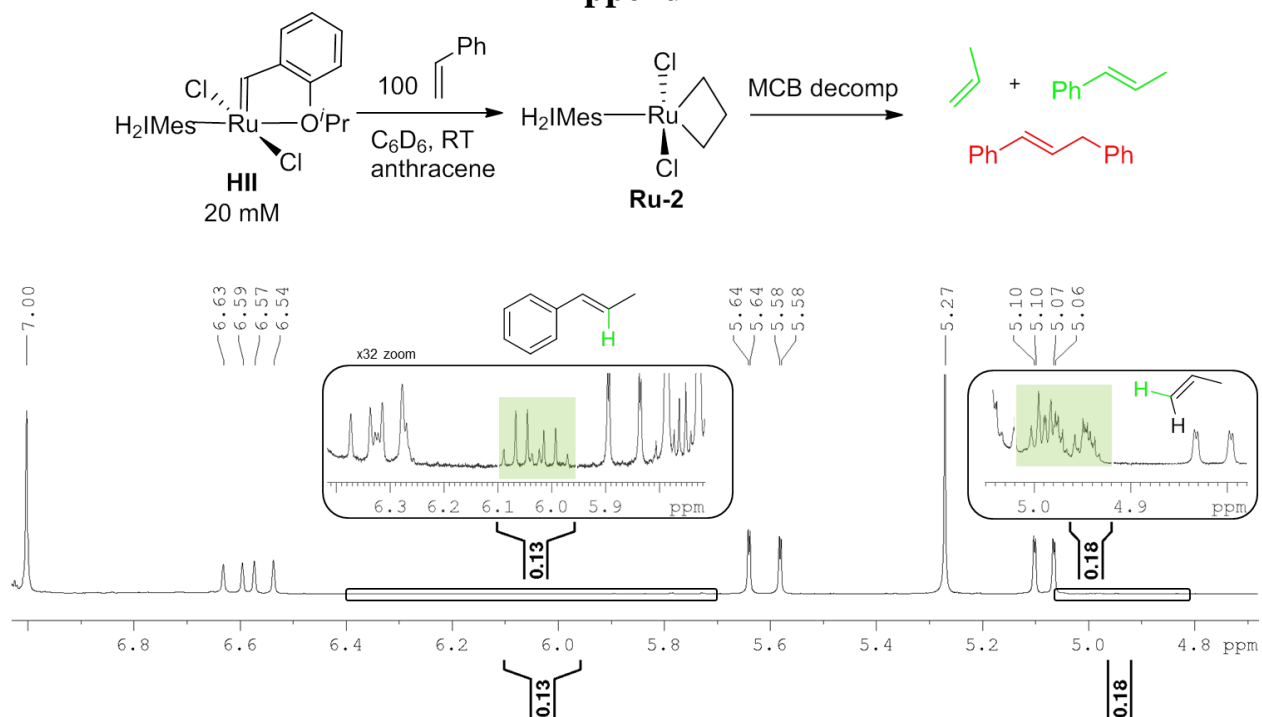 Ph
100
MCB decomp
Cl
H₂IMes
Ru
OⁱPr
Cl
HII
20 mM
C₆D₆, RT
anthracene
Cl
H₂IMes
Ru
Cl
Ru-2
+
Ph
Ph
Ph
7.00
6.63
6.59
6.57
6.54
5.64
5.64
5.58
5.58
5.27
5.10
5.10
5.07
5.06
H
x32 zoom
6.3 6.2 6.1 6.0 5.9 ppm
H
H
5.0 4.9 ppm
0.13
0.18
6.8 6.6 6.4 6.2 6.0 5.8 5.6 5.4 5.2 5.0 4.8 ppm
0.13
0.18